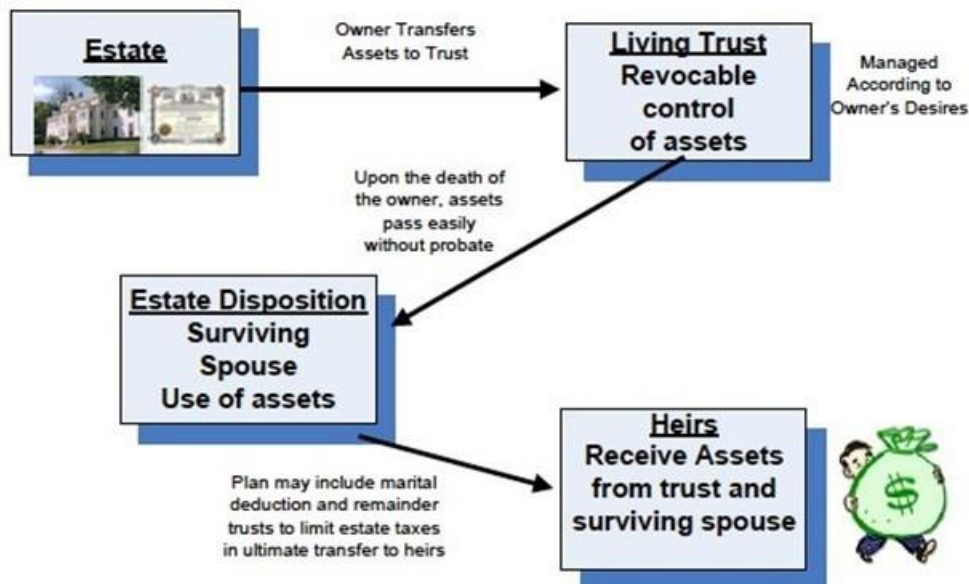 Estate
Owner Transfers
Assets to Trust
Living Trust
Revocable
control
of assets
Managed
According to
Owner's Desires
Upon the death of
the owner, assets
pass easily
without probate
Estate Disposition
Surviving
Spouse
Use of assets
Plan may include marital
deduction and remainder
trusts to limit estate taxes
in ultimate transfer to heirs
Heirs
Receive Assets
from trust and
surviving spouse
$